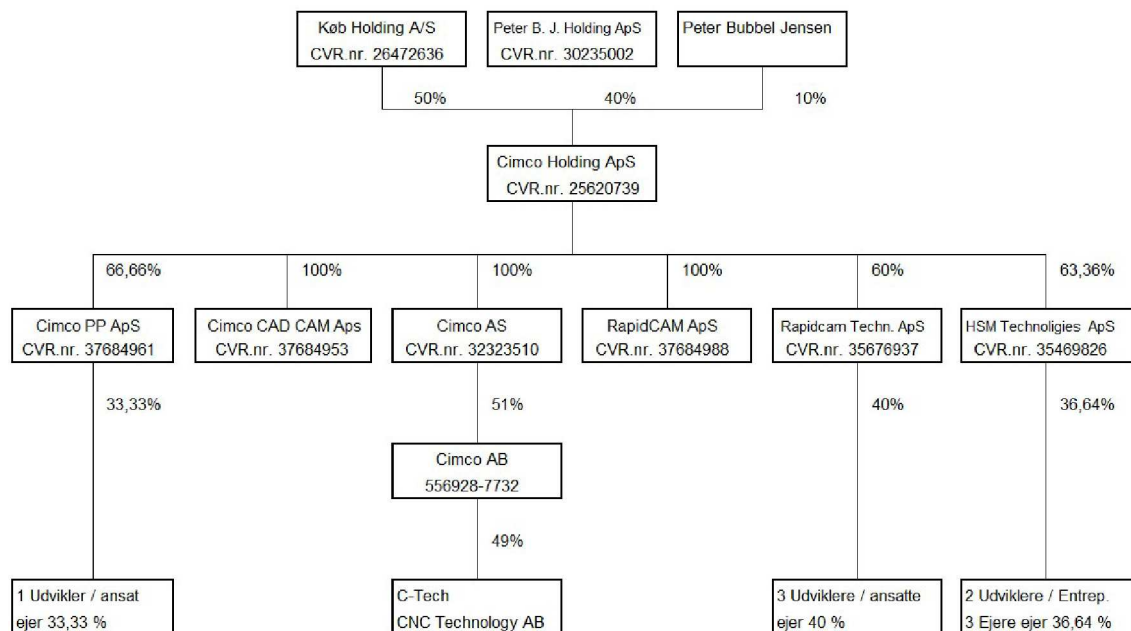 Køb Holding A/S
CVR.nr. 26472636
Peter B. J. Holding ApS
CVR.nr. 30235002
Peter Bubbel Jensen
50%
40%
10%
Cimco Holding ApS
CVR.nr. 25620739
66,66%
100%
100%
100%
60%
63,36%
Cimco PP ApS
CVR.nr. 37684961
Cimco CAD CAM Aps
CVR.nr. 37684953
Cimco AS
CVR.nr. 32323510
RapidCAM ApS
CVR.nr. 37684988
Rapidcam Techn. ApS
CVR.nr. 35676937
HSM Technoligies ApS
CVR.nr. 35469826
33,33%
51%
40%
36,64%
Cimco AB
556928-7732
49%
1 Udvikler / ansat
ejer 33,33 %
C-Tech
CNC Technology AB
3 Udviklere / ansatte
ejer 40 %
2 Udviklere / Entrep.
3 Ejere ejer 36,64 %